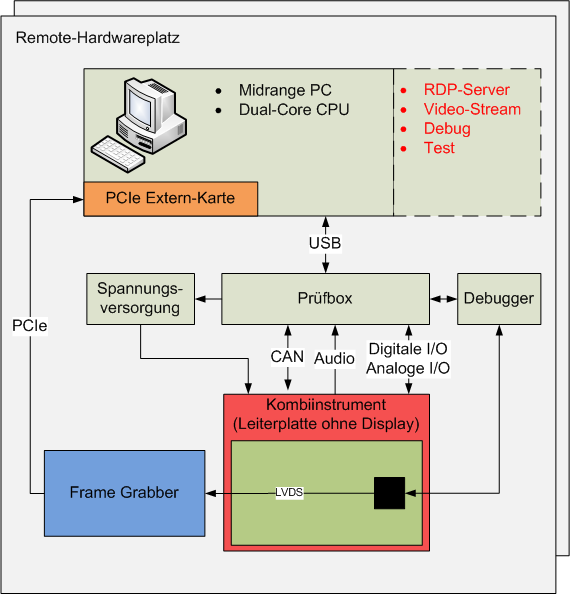 Remote-Hardwareplatz
• Midrange PC
• Dual-Core CPU
• RDP-Server
• Video-Stream
• Debug
• Test
PCIe Extern-Karte
USB
Spannungs-
versorgung
Prüfbox
Debugger
PCIe
CAN
Audio
Digitale I/O
Analoge I/O
Kombiinstrument
(Leiterplatte ohne Display)
Frame Grabber
LVDS